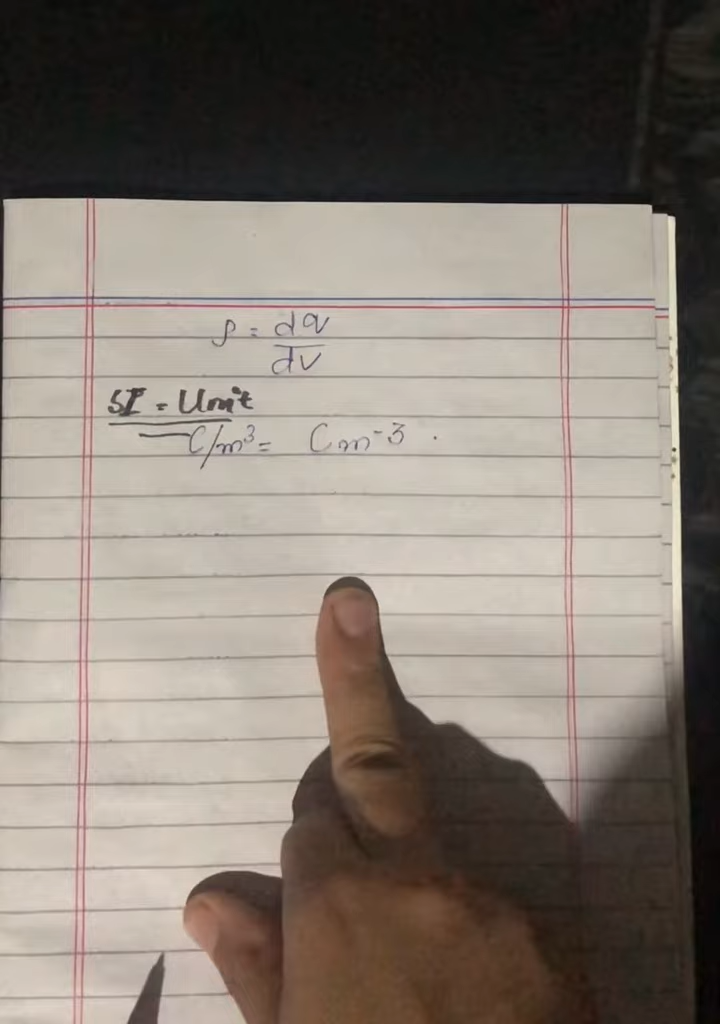 ρ = dq/dv
SI = Unit
C/m³ = Cm⁻³.